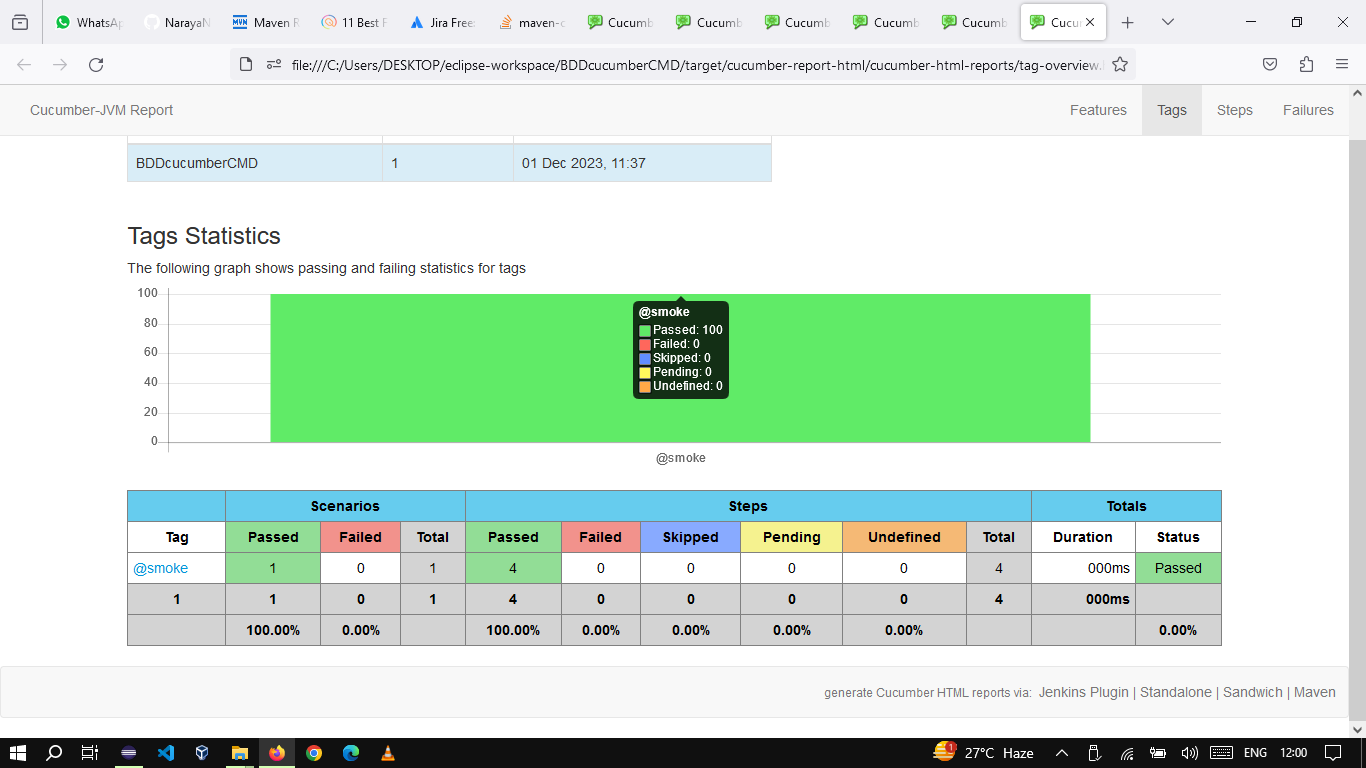 WhatsAp
NarayaN
Maven R
11 Best F
Jira Free
maven-c
Cucumb
Cucumb
Cucumb
Cucumb
Cucumb
Cucu
file:///C:/Users/DESKTOP/eclipse-workspace/BDDcucumberCMD/target/cucumber-report-html/cucumber-html-reports/tag-overview.
Cucumber-JVM Report Features Tags Steps Failures
BDDcucumberCMD 1 01 Dec 2023, 11:37
Tags Statistics
The following graph shows passing and failing statistics for tags
100
80
60
40
20
0
@smoke
Passed: 100
Failed: 0
Skipped: 0
Pending: 0
Undefined: 0
@smoke
Scenarios Steps Totals
Tag Passed Failed Total Passed Failed Skipped Pending Undefined Total Duration Status
@smoke 1 0 1 4 0 0 0 0 4 000ms Passed
1 1 0 1 4 0 0 0 0 4 000ms
100.00% 0.00% 100.00% 0.00% 0.00% 0.00% 0.00% 0.00%
generate Cucumber HTML reports via: Jenkins Plugin | Standalone | Sandwich | Maven
1 27°C Haze ENG 12:00